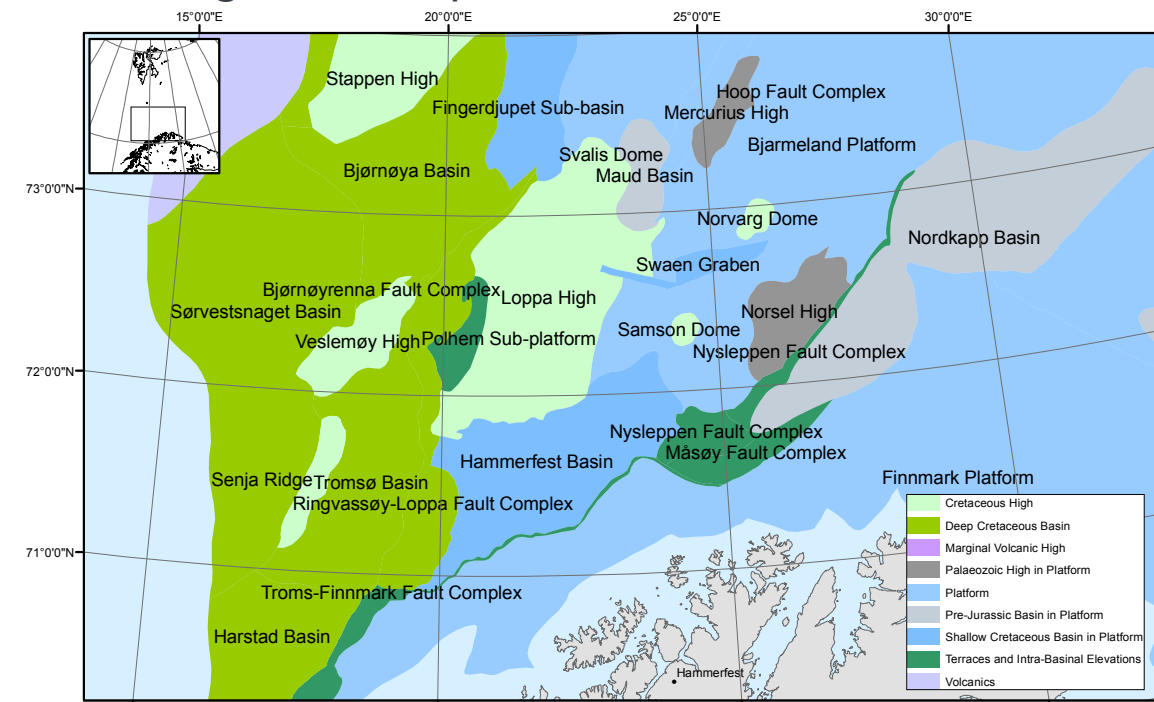 15°0'0"E
20°0'0"E
25°0'0"E
30°0'0"E
Stappen High
Hoop Fault Complex
Fingerdjupet Sub-basin
Mercurius High
Bjarmeland Platform
Svalis Dome
Bjørnøya Basin
Maud Basin
73°0'0"N
Norvarg Dome
Nordkapp Basin
Swaen Graben
Bjørnøyrenna Fault Complex
Loppa High
Sørvestsnaget Basin
Norsel High
Samson Dome
Veslemøy High
Polhem Sub-platform
Nysleppen Fault Complex
72°0'0"N
Nysleppen Fault Complex
Måsøy Fault Complex
Hammerfest Basin
Finnmark Platform
Senja Ridge
Tromsø Basin
Ringvassøy-Loppa Fault Complex
71°0'0"N
Troms-Finnmark Fault Complex
Harstad Basin
Hammerfest
Cretaceous High
Deep Cretaceous Basin
Marginal Volcanic High
Palaeozoic High in Platform
Platform
Pre-Jurassic Basin in Platform
Shallow Cretaceous Basin in Platform
Terraces and Intra-Basinal Elevations
Volcanics